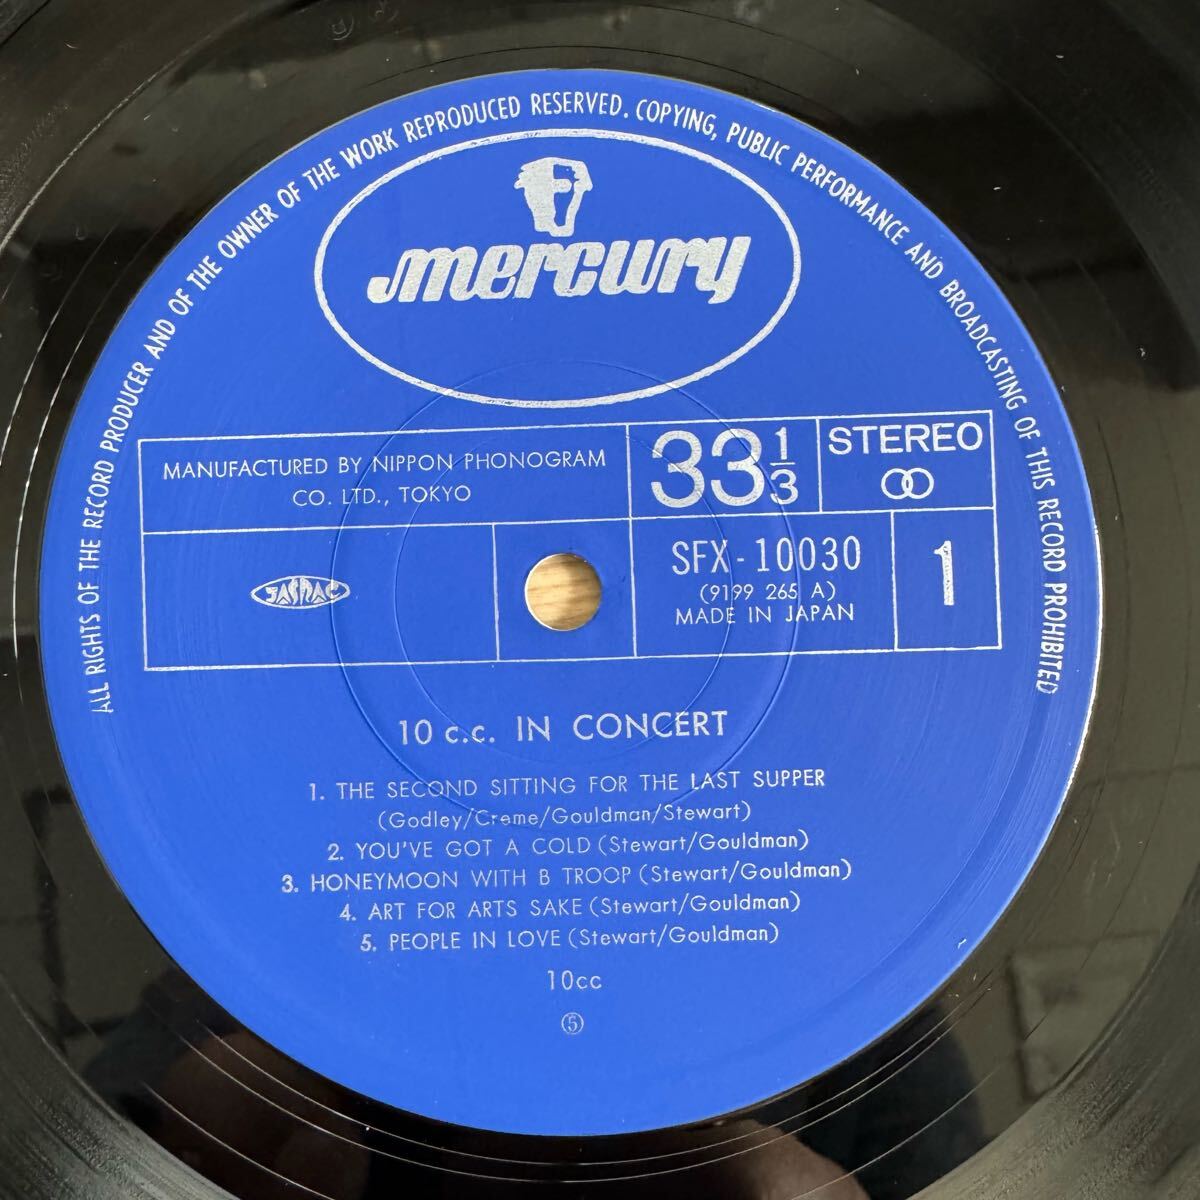 ALL RIGHTS OF THE RECORD PRODUCER AND OF THE OWNER OF THE WORK REPRODUCED RESERVED. COPYING, PUBLIC PERFORMANCE AND BROADCASTING OF THIS RECORD PROHIBITED
mercury
MANUFACTURED BY NIPPON PHONOGRAM
CO. LTD., TOKYO
33 1/3
STEREO
JASRAC
SFX-10030
(9199 265 A)
MADE IN JAPAN
1
10 c.c. IN CONCERT
1. THE SECOND SITTING FOR THE LAST SUPPER
(Godley/Creme/Gouldman/Stewart)
2. YOU'VE GOT A COLD (Stewart/Gouldman)
3. HONEYMOON WITH B TROOP (Stewart/Gouldman)
4. ART FOR ARTS SAKE (Stewart/Gouldman)
5. PEOPLE IN LOVE (Stewart/Gouldman)
10cc
⑤